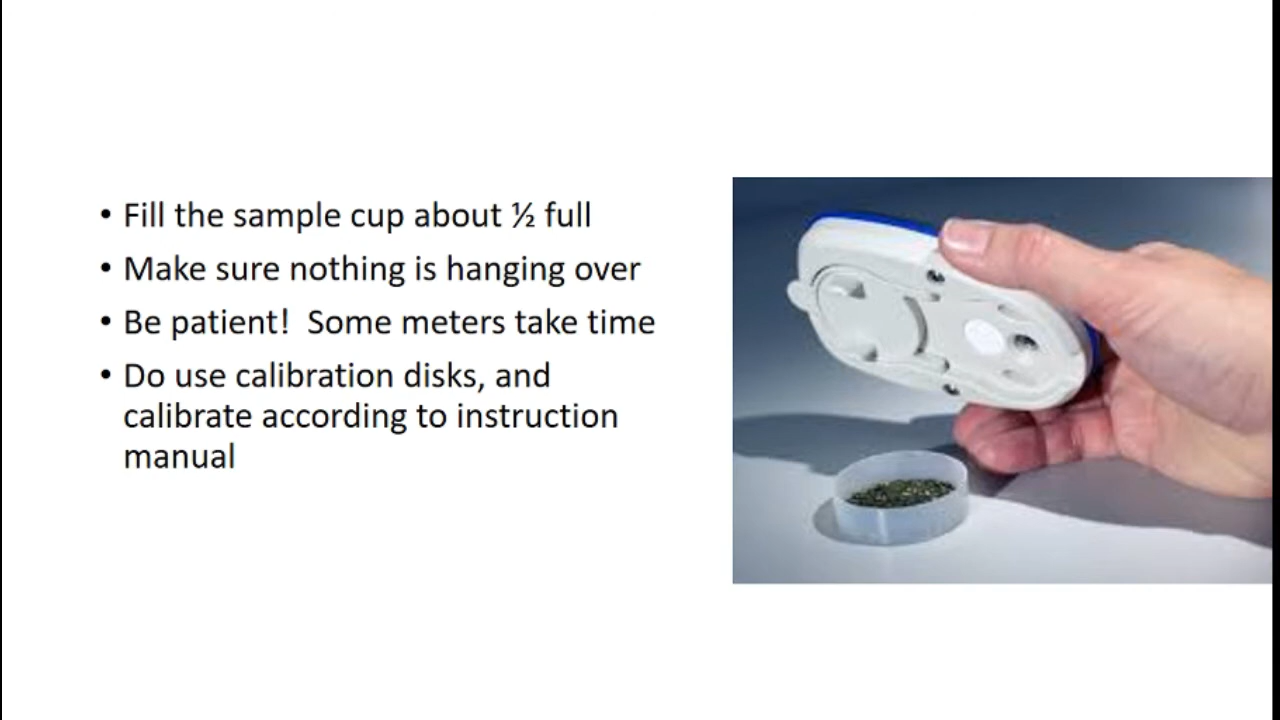 • Fill the sample cup about ½ full
• Make sure nothing is hanging over
• Be patient!  Some meters take time
• Do use calibration disks, and
calibrate according to instruction
manual